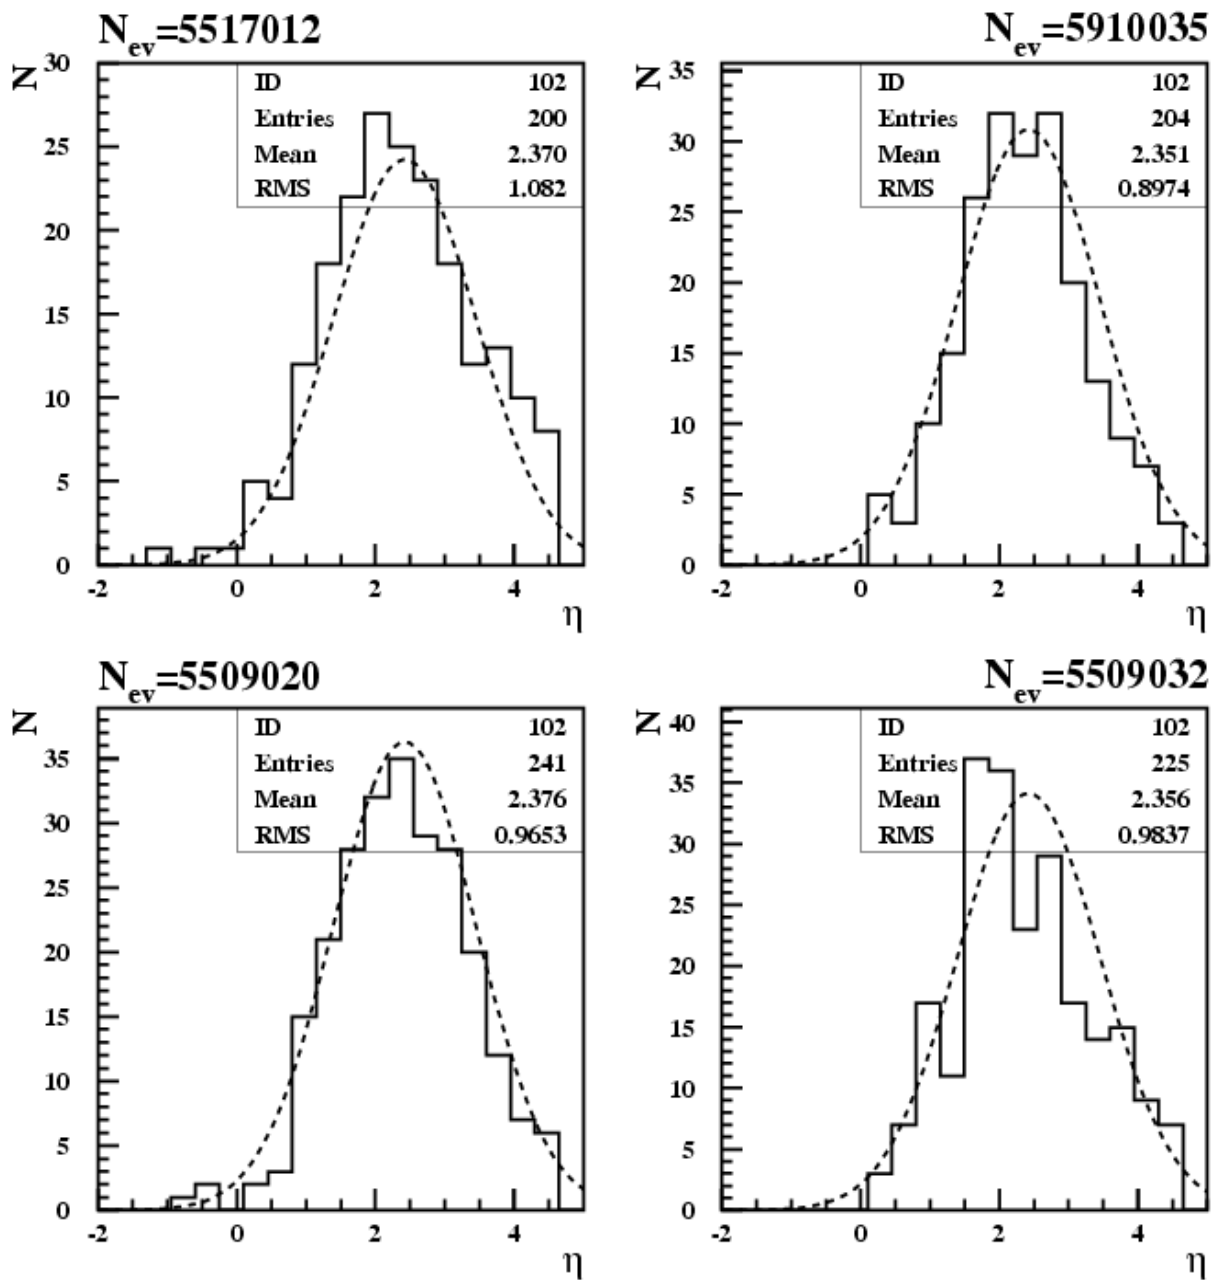 N_ev=5517012
N
30
25
20
15
10
5
0
ID 102
Entries 200
Mean 2.370
RMS 1.082
-2 0 2 4
η
N_ev=5910035
N
35
30
25
20
15
10
5
0
ID 102
Entries 204
Mean 2.351
RMS 0.8974
-2 0 2 4
η
N_ev=5509020
N
35
30
25
20
15
10
5
0
ID 102
Entries 241
Mean 2.376
RMS 0.9653
-2 0 2 4
η
N_ev=5509032
N
40
35
30
25
20
15
10
5
0
ID 102
Entries 225
Mean 2.356
RMS 0.9837
-2 0 2 4
η